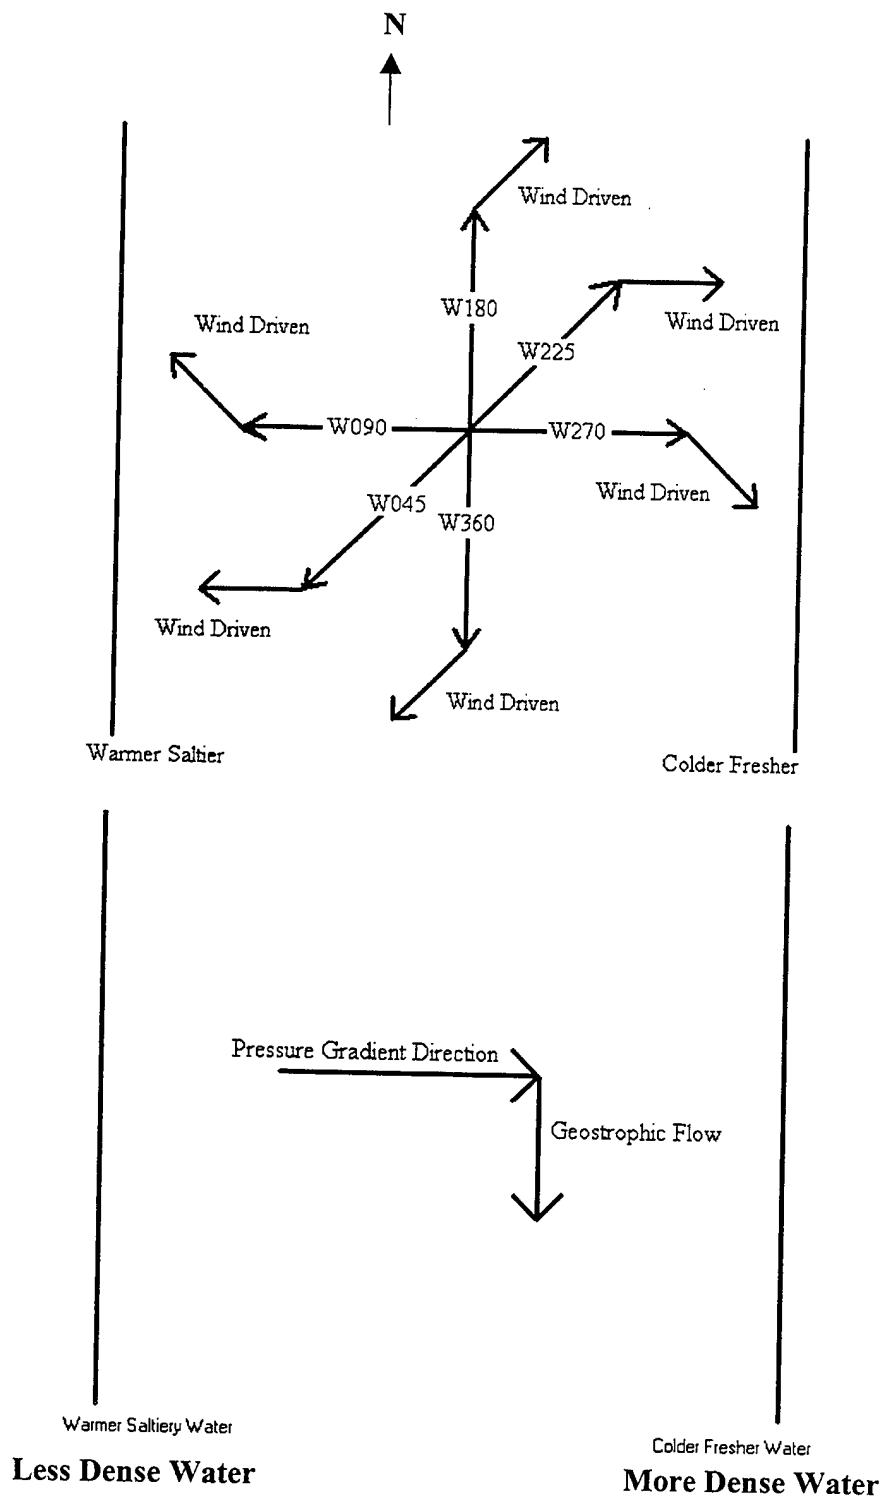 N
Wind Driven
W180
Wind Driven
Wind Driven
W225
W090
W270
Wind Driven
W045
W360
Wind Driven
Wind Driven
Warmer Saltier
Colder Fresher
Pressure Gradient Direction
Geostrophic Flow
Warmer Saltiery Water
Colder Fresher Water
Less Dense Water
More Dense Water